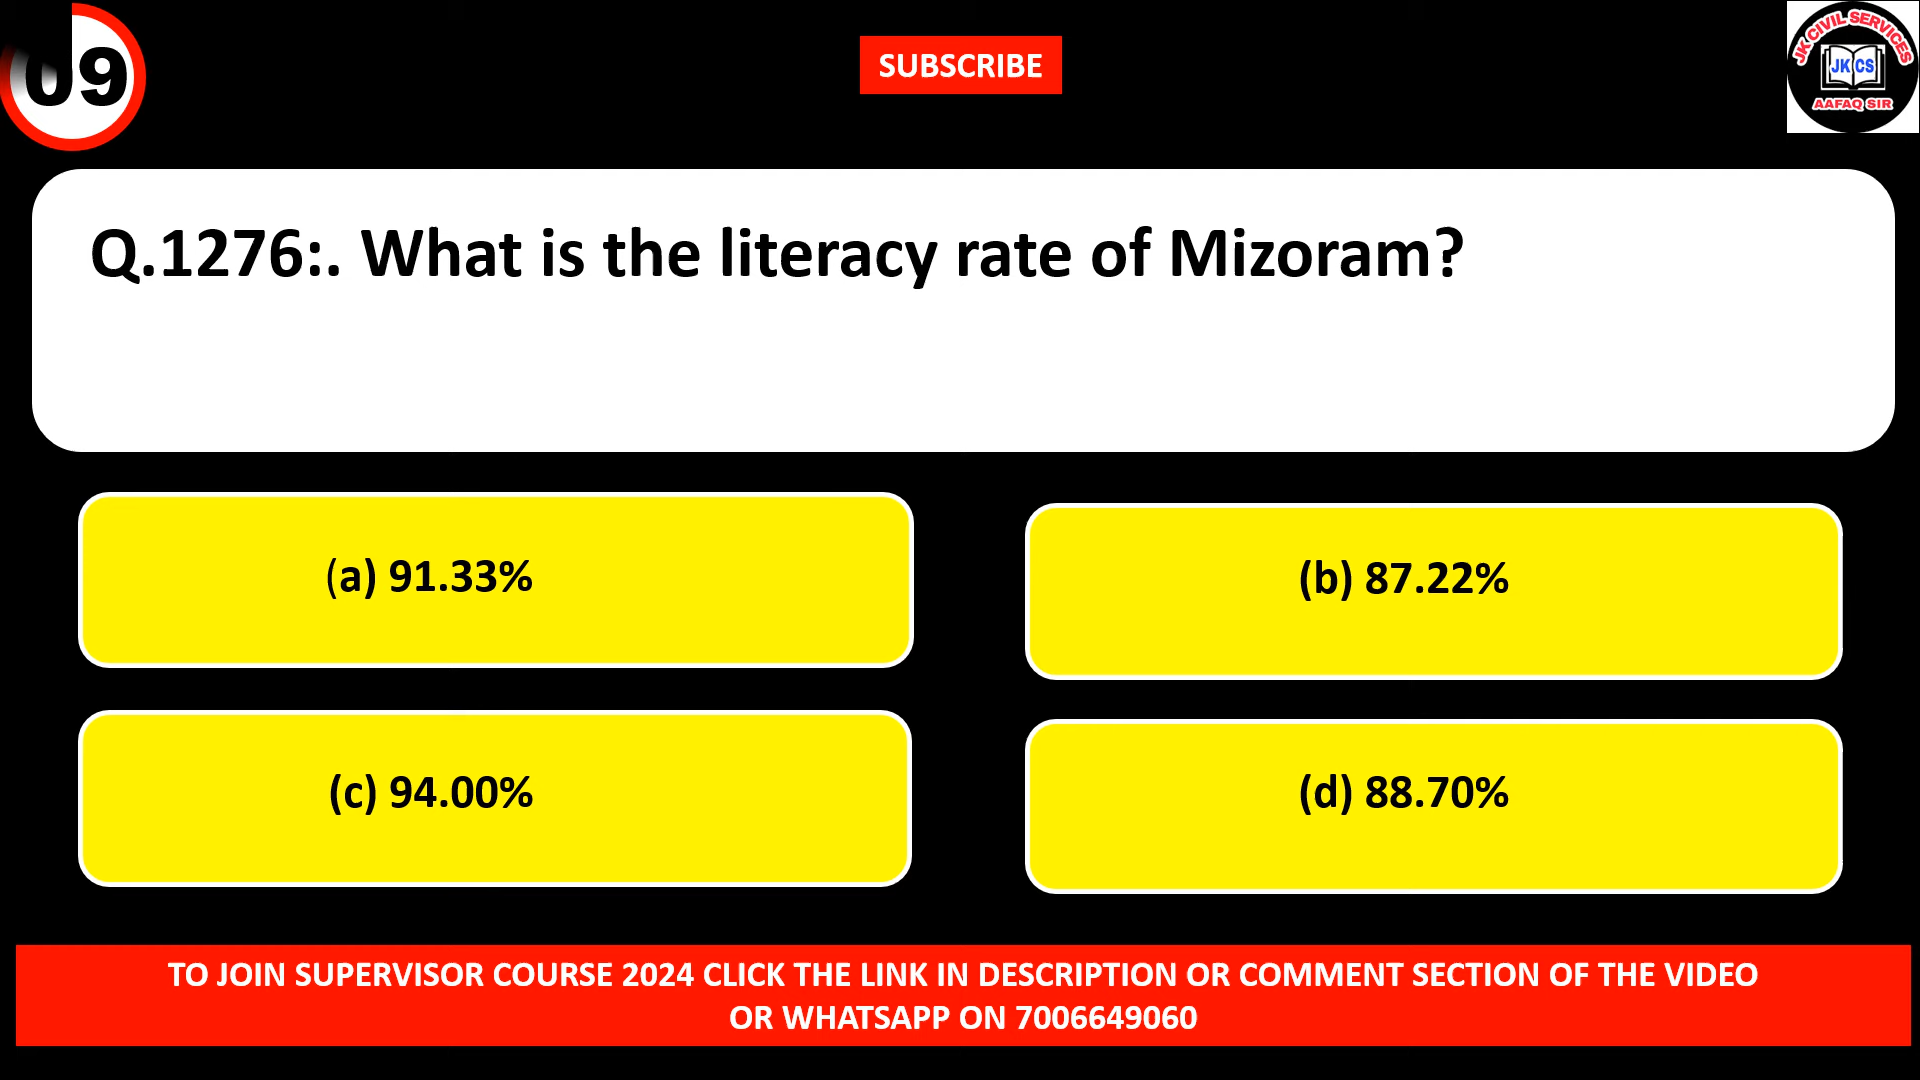 09
SUBSCRIBE
JK CIVIL SERVICES
JK CS
AAFAQ SIR
Q.1276:. What is the literacy rate of Mizoram?
(a) 91.33%
(b) 87.22%
(c) 94.00%
(d) 88.70%
TO JOIN SUPERVISOR COURSE 2024 CLICK THE LINK IN DESCRIPTION OR COMMENT SECTION OF THE VIDEO
OR WHATSAPP ON 7006649060